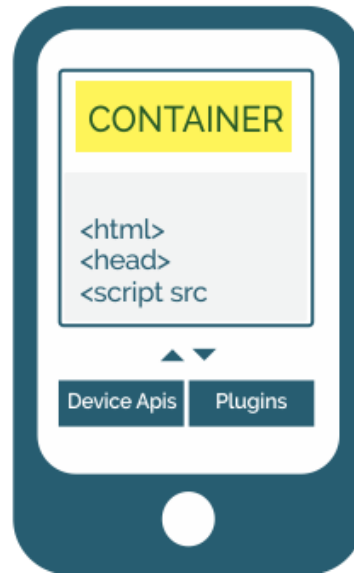 CONTAINER
<html>
<head>
<script src
Device Apis Plugins